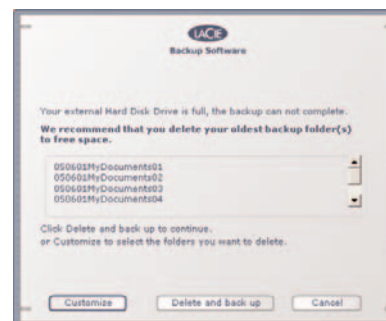 LACIE
Backup Software
Your external Hard Disk Drive is full, the backup can not complete.
We recommend that you delete your oldest backup folder(s)
to free space.
050601MyDocuments01
050601MyDocuments02
050601MyDocuments03
050601MyDocuments04
Click Delete and back up to continue.
or Customize to select the folders you want to delete.
Customize
Delete and back up
Cancel